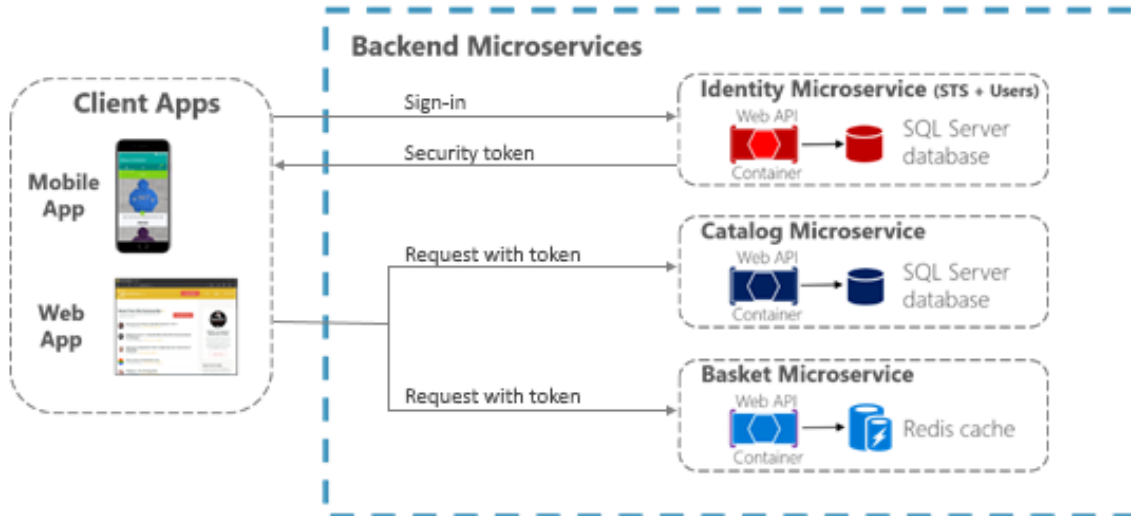 Backend Microservices
Client Apps
Mobile
App
Web
App
Sign-in
Security token
Request with token
Request with token
Identity Microservice (STS + Users)
Web API
Container
SQL Server
database
Catalog Microservice
Web API
Container
SQL Server
database
Basket Microservice
Web API
Container
Redis cache